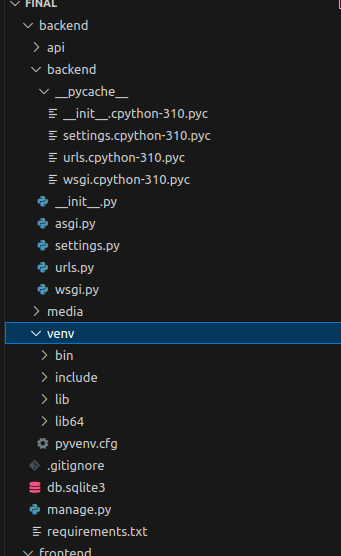 FINAL
backend
api
backend
__pycache__
__init__.cpython-310.pyc
settings.cpython-310.pyc
urls.cpython-310.pyc
wsgi.cpython-310.pyc
__init__.py
asgi.py
settings.py
urls.py
wsgi.py
media
venv
bin
include
lib
lib64
pyvenv.cfg
.gitignore
db.sqlite3
manage.py
requirements.txt
frontend